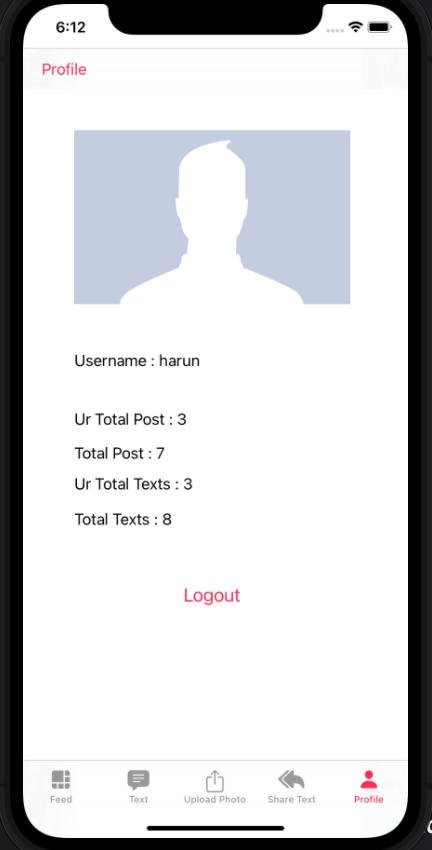 6:12
Profile
Username : harun
Ur Total Post : 3
Total Post : 7
Ur Total Texts : 3
Total Texts : 8
Logout
Feed Text Upload Photo Share Text Profile